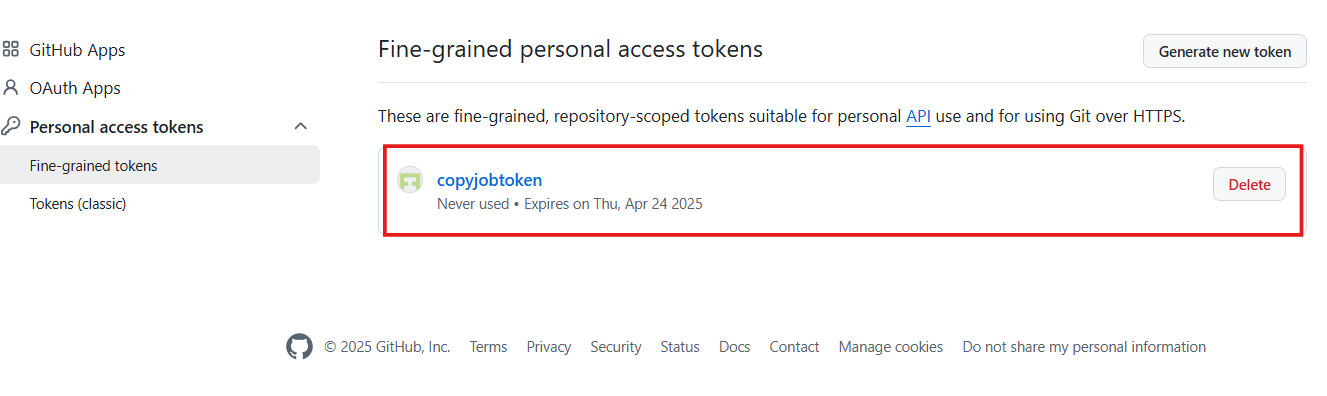 GitHub Apps
OAuth Apps
Personal access tokens
Fine-grained tokens
Tokens (classic)
Fine-grained personal access tokens
Generate new token
These are fine-grained, repository-scoped tokens suitable for personal API use and for using Git over HTTPS.
copyjobtoken
Never used • Expires on Thu, Apr 24 2025
Delete
© 2025 GitHub, Inc. Terms Privacy Security Status Docs Contact Manage cookies Do not share my personal information